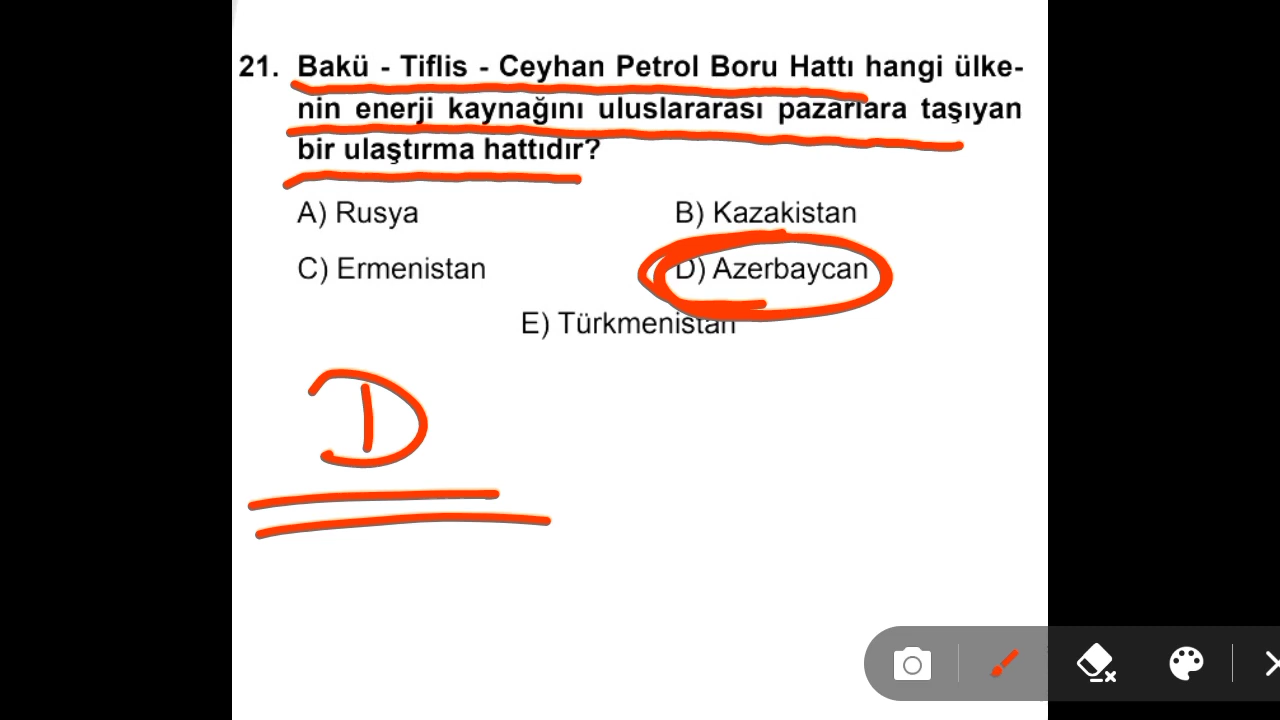 21. Bakü - Tiflis - Ceyhan Petrol Boru Hattı hangi ülke-
nin enerji kaynağını uluslararası pazarlara taşıyan
bir ulaştırma hattıdır?
A) Rusya
B) Kazakistan
C) Ermenistan
D) Azerbaycan
E) Türkmenistan
D